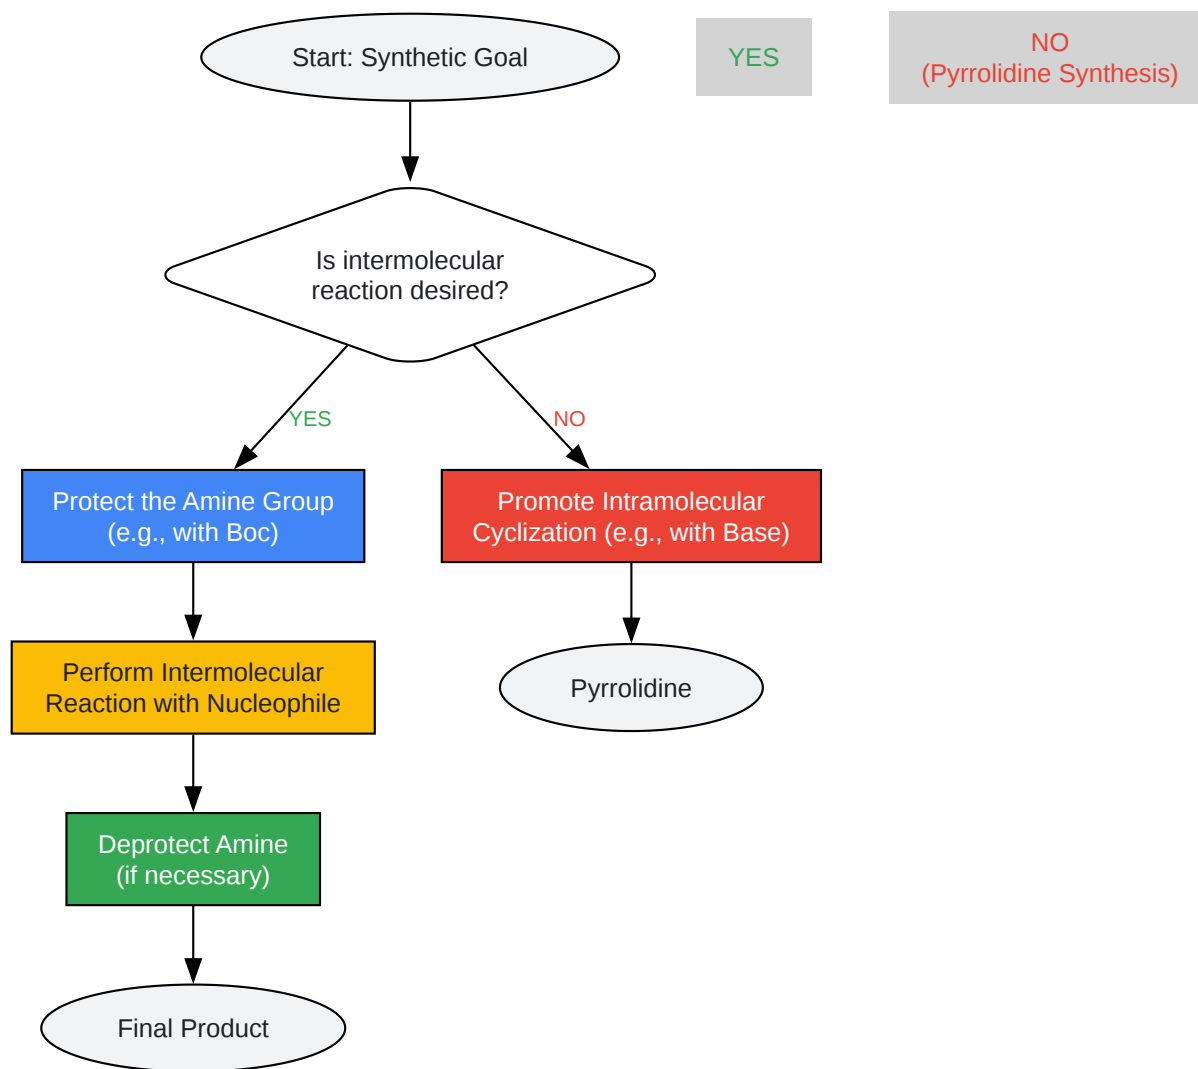 Start: Synthetic Goal
YES
NO
(Pyrrolidine Synthesis)
Is intermolecular
reaction desired?
YES
NO
Protect the Amine Group
(e.g., with Boc)
Promote Intramolecular
Cyclization (e.g., with Base)
Perform Intermolecular
Reaction with Nucleophile
Pyrrolidine
Deprotect Amine
(if necessary)
Final Product